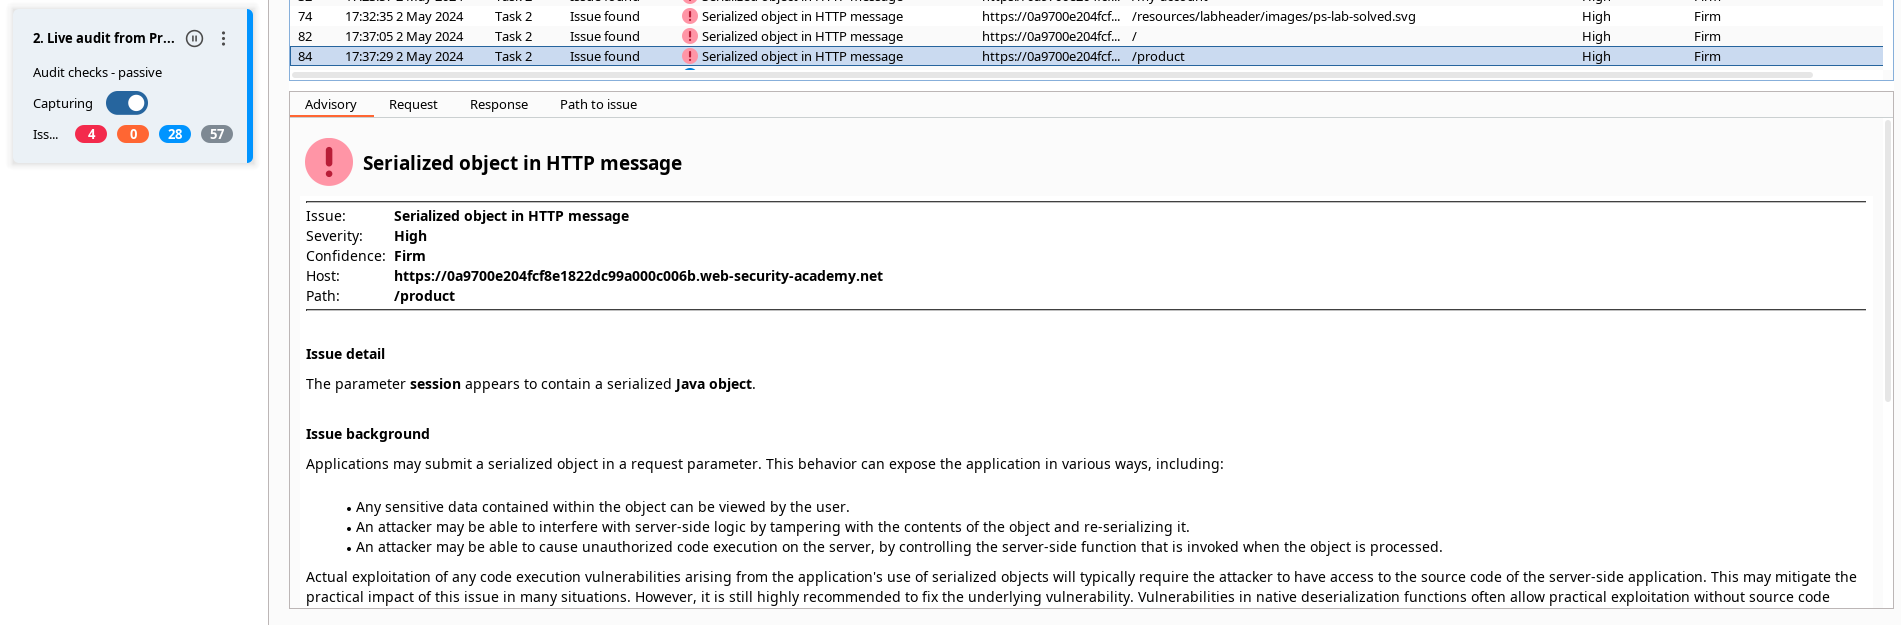 2. Live audit from Pr...
Audit checks - passive
Capturing
Iss... 4 0 28 57
74 17:32:35 2 May 2024 Task 2 Issue found Serialized object in HTTP message https://0a9700e204fcf... /resources/labheader/images/ps-lab-solved.svg High Firm
82 17:37:05 2 May 2024 Task 2 Issue found Serialized object in HTTP message https://0a9700e204fcf... / High Firm
84 17:37:29 2 May 2024 Task 2 Issue found Serialized object in HTTP message https://0a9700e204fcf... /product High Firm
Advisory Request Response Path to issue
Serialized object in HTTP message
Issue: Serialized object in HTTP message
Severity: High
Confidence: Firm
Host: https://0a9700e204fcf8e1822dc99a000c006b.web-security-academy.net
Path: /product
Issue detail
The parameter session appears to contain a serialized Java object.
Issue background
Applications may submit a serialized object in a request parameter. This behavior can expose the application in various ways, including:
• Any sensitive data contained within the object can be viewed by the user.
• An attacker may be able to interfere with server-side logic by tampering with the contents of the object and re-serializing it.
• An attacker may be able to cause unauthorized code execution on the server, by controlling the server-side function that is invoked when the object is processed.
Actual exploitation of any code execution vulnerabilities arising from the application's use of serialized objects will typically require the attacker to have access to the source code of the server-side application. This may mitigate the
practical impact of this issue in many situations. However, it is still highly recommended to fix the underlying vulnerability. Vulnerabilities in native deserialization functions often allow practical exploitation without source code